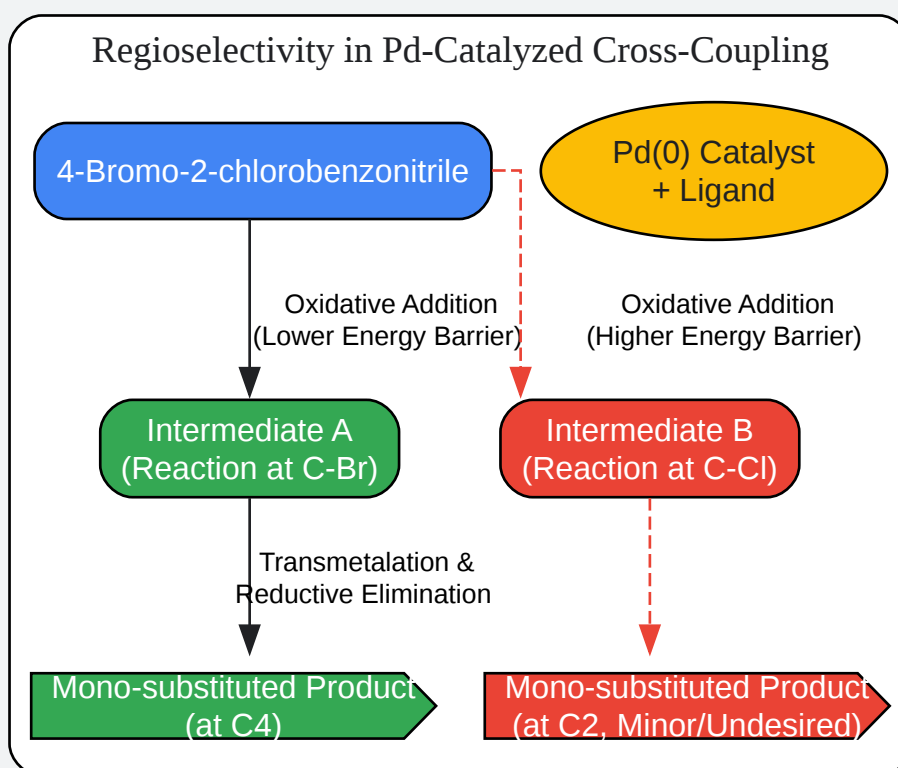 Regioselectivity in Pd-Catalyzed Cross-Coupling
4-Bromo-2-chlorobenzonitrile
Pd(0) Catalyst
+ Ligand
Oxidative Addition
(Lower Energy Barrier)
Oxidative Addition
(Higher Energy Barrier)
Intermediate A
(Reaction at C-Br)
Intermediate B
(Reaction at C-Cl)
Transmetalation &
Reductive Elimination
Mono-substituted Product
(at C4)
Mono-substituted Product
(at C2, Minor/Undesired)